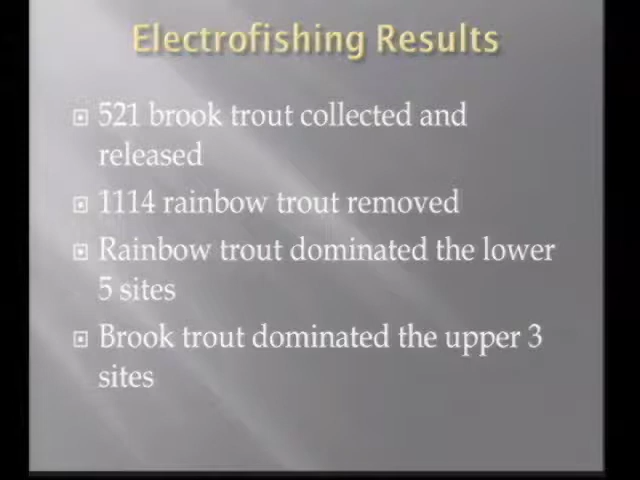 Electrofishing Results
521 brook trout collected and
released
1114 rainbow trout removed
Rainbow trout dominated the lower
5 sites
Brook trout dominated the upper 3
sites